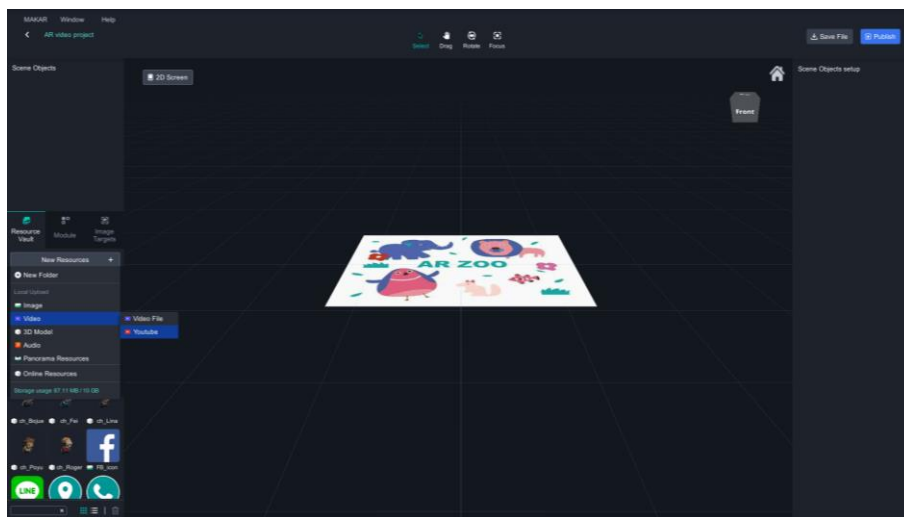 MAKAR Window Help
AR video project
Select Drag Rotate Focus
Save File Publish
Scene Objects
2D Screen
Scene Objects setup
Front
Resource Vault
Module
Image Targets
New Resources +
New Folder
Local Upload
Image
Video
Video File
3D Model
Youtube
Audio
Panorama Resources
Online Resources
Storage usage 87.11 MB / 10 GB
AR ZOO
ch_Bojue ch_Fei ch_Line
ch_Poyu ch_Roger FB_icon
LINE